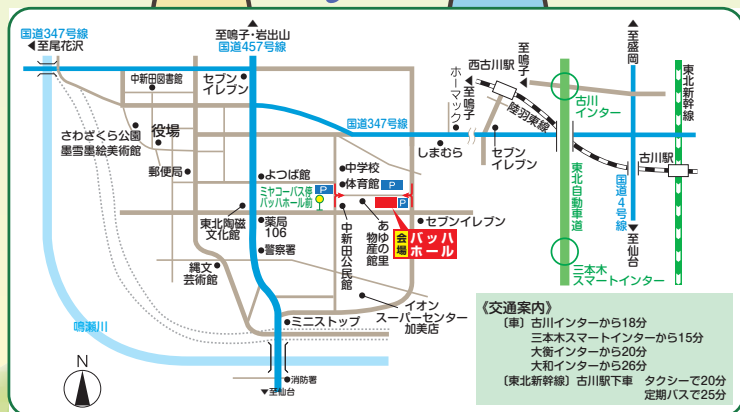 国道347号線
◀至尾花沢
至鳴子・岩出山
国道457号線
中新田図書館
セブン
イレブン
さわざくら公園
墨雪墨絵美術館
役場
郵便局
国道347号線
よつば館
ミヤコーバス停
バッハホール前
P
中学校
体育館
P
P
東北陶磁
文化館
薬局
106
警察署
中新田公民館
あゆの里
物産館
会場
バッハ
ホール
セブンイレブン
縄文
芸術館
イオン
スーパーセンター
加美店
ミニストップ
鳴瀬川
消防署
▼至仙台
N
ホーマック
しまむら
至鳴子
西古川駅
至鳴子
陸羽東線
セブン
イレブン
古川
インター
至盛岡
東北新幹線
古川駅
国道4号線
至仙台
東北自動車道
三本木
スマートインター
《交通案内》
〔車〕古川インターから18分
三本木スマートインターから15分
大衡インターから20分
大和インターから26分
〔東北新幹線〕古川駅下車 タクシーで20分
定期バスで25分